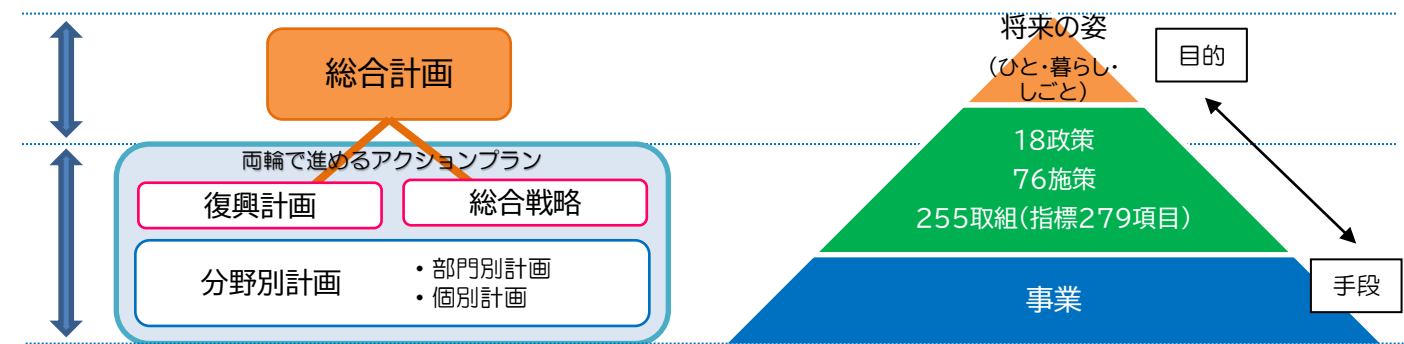 総合計画
両輪で進めるアクションプラン
復興計画
総合戦略
分野別計画
・部門別計画
・個別計画
将来の姿
(ひと・暮らし・
しごと)
目的
18政策
76施策
255取組(指標279項目)
手段
事業